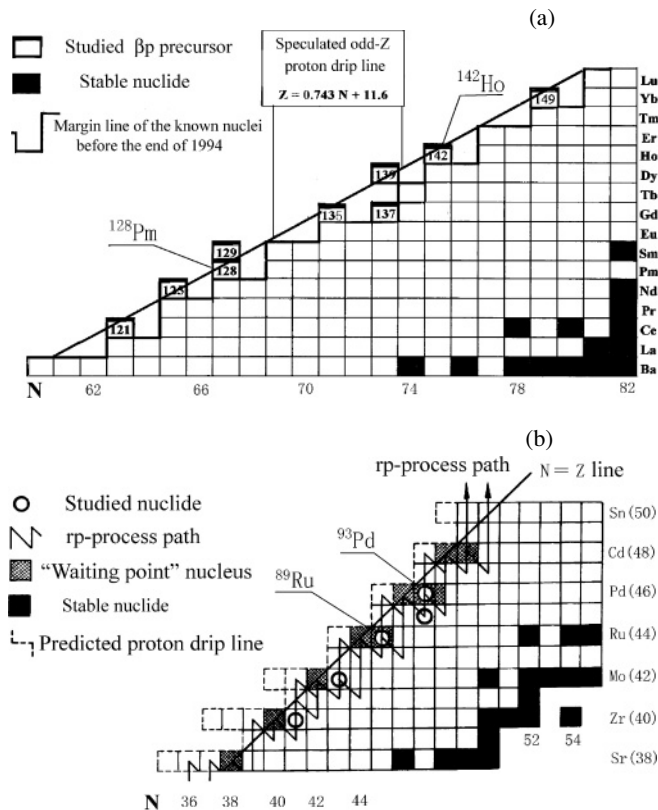 (a)
Studied βp precursor
Stable nuclide
Margin line of the known nuclei
before the end of 1994
Speculated odd-Z
proton drip line
Z = 0.743 N + 11.6
¹⁴²Ho
¹²⁸Pm
149
142
139
135
137
129
128
125
121
Lu
Yb
Tm
Er
Ho
Dy
Tb
Gd
Eu
Sm
Pm
Nd
Pr
Ce
La
Ba
N 62 66 70 74 78 82
(b)
rp-process path
N = Z line
Studied nuclide
rp-process path
"Waiting point" nucleus
Stable nuclide
Predicted proton drip line
⁹³Pd
⁸⁹Ru
Sn(50)
Cd(48)
Pd(46)
Ru(44)
Mo(42)
Zr(40)
52 54
Sr(38)
N 36 38 40 42 44